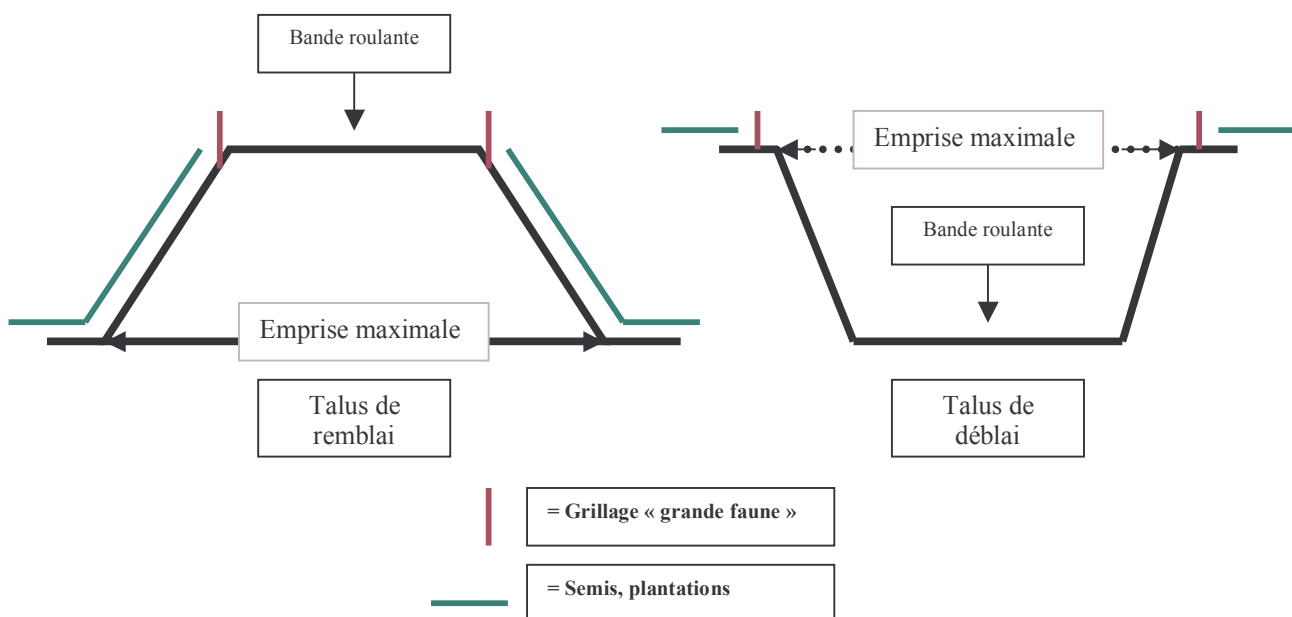 Bande roulante
Emprise maximale
Talus de
remblai
Emprise maximale
Bande roulante
Talus de
déblai
= Grillage « grande faune »
= Semis, plantations